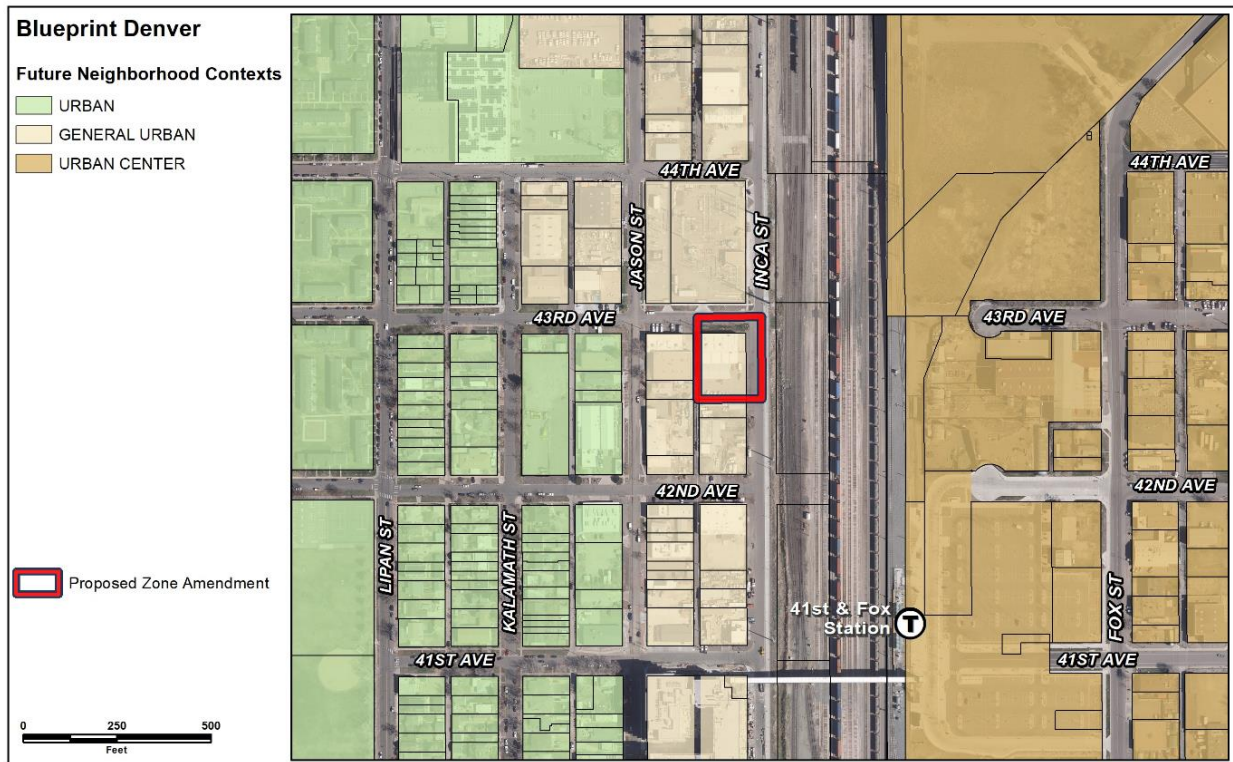 Blueprint Denver
Future Neighborhood Contexts
URBAN
GENERAL URBAN
URBAN CENTER
Proposed Zone Amendment
0 250 500
Feet
44TH AVE
44TH AVE
JASON ST
INCA ST
43RD AVE
43RD AVE
42ND AVE
42ND AVE
LIPAN ST
KALAMATH ST
41st & Fox
Station
T
FOX ST
41ST AVE
41ST AVE